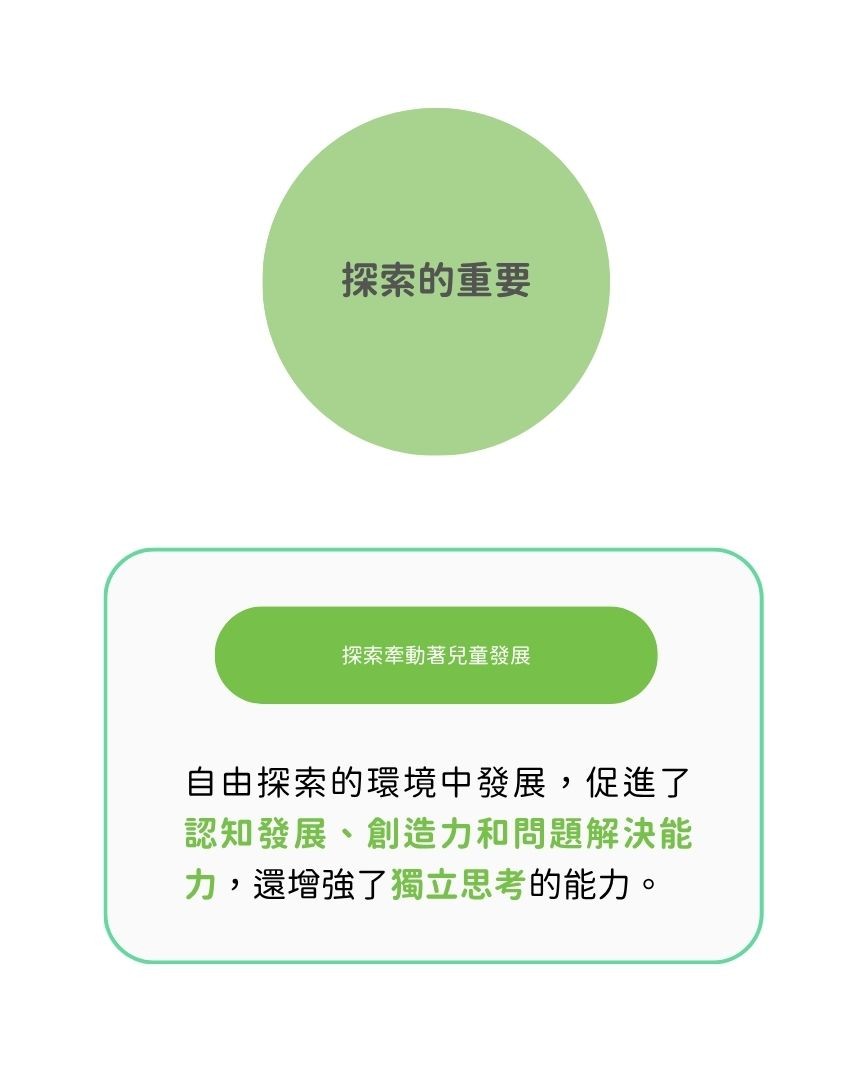 探索的重要
探索牽動著兒童發展
自由探索的環境中發展，促進了
認知發展、創造力和問題解決能
力，還增強了獨立思考的能力。